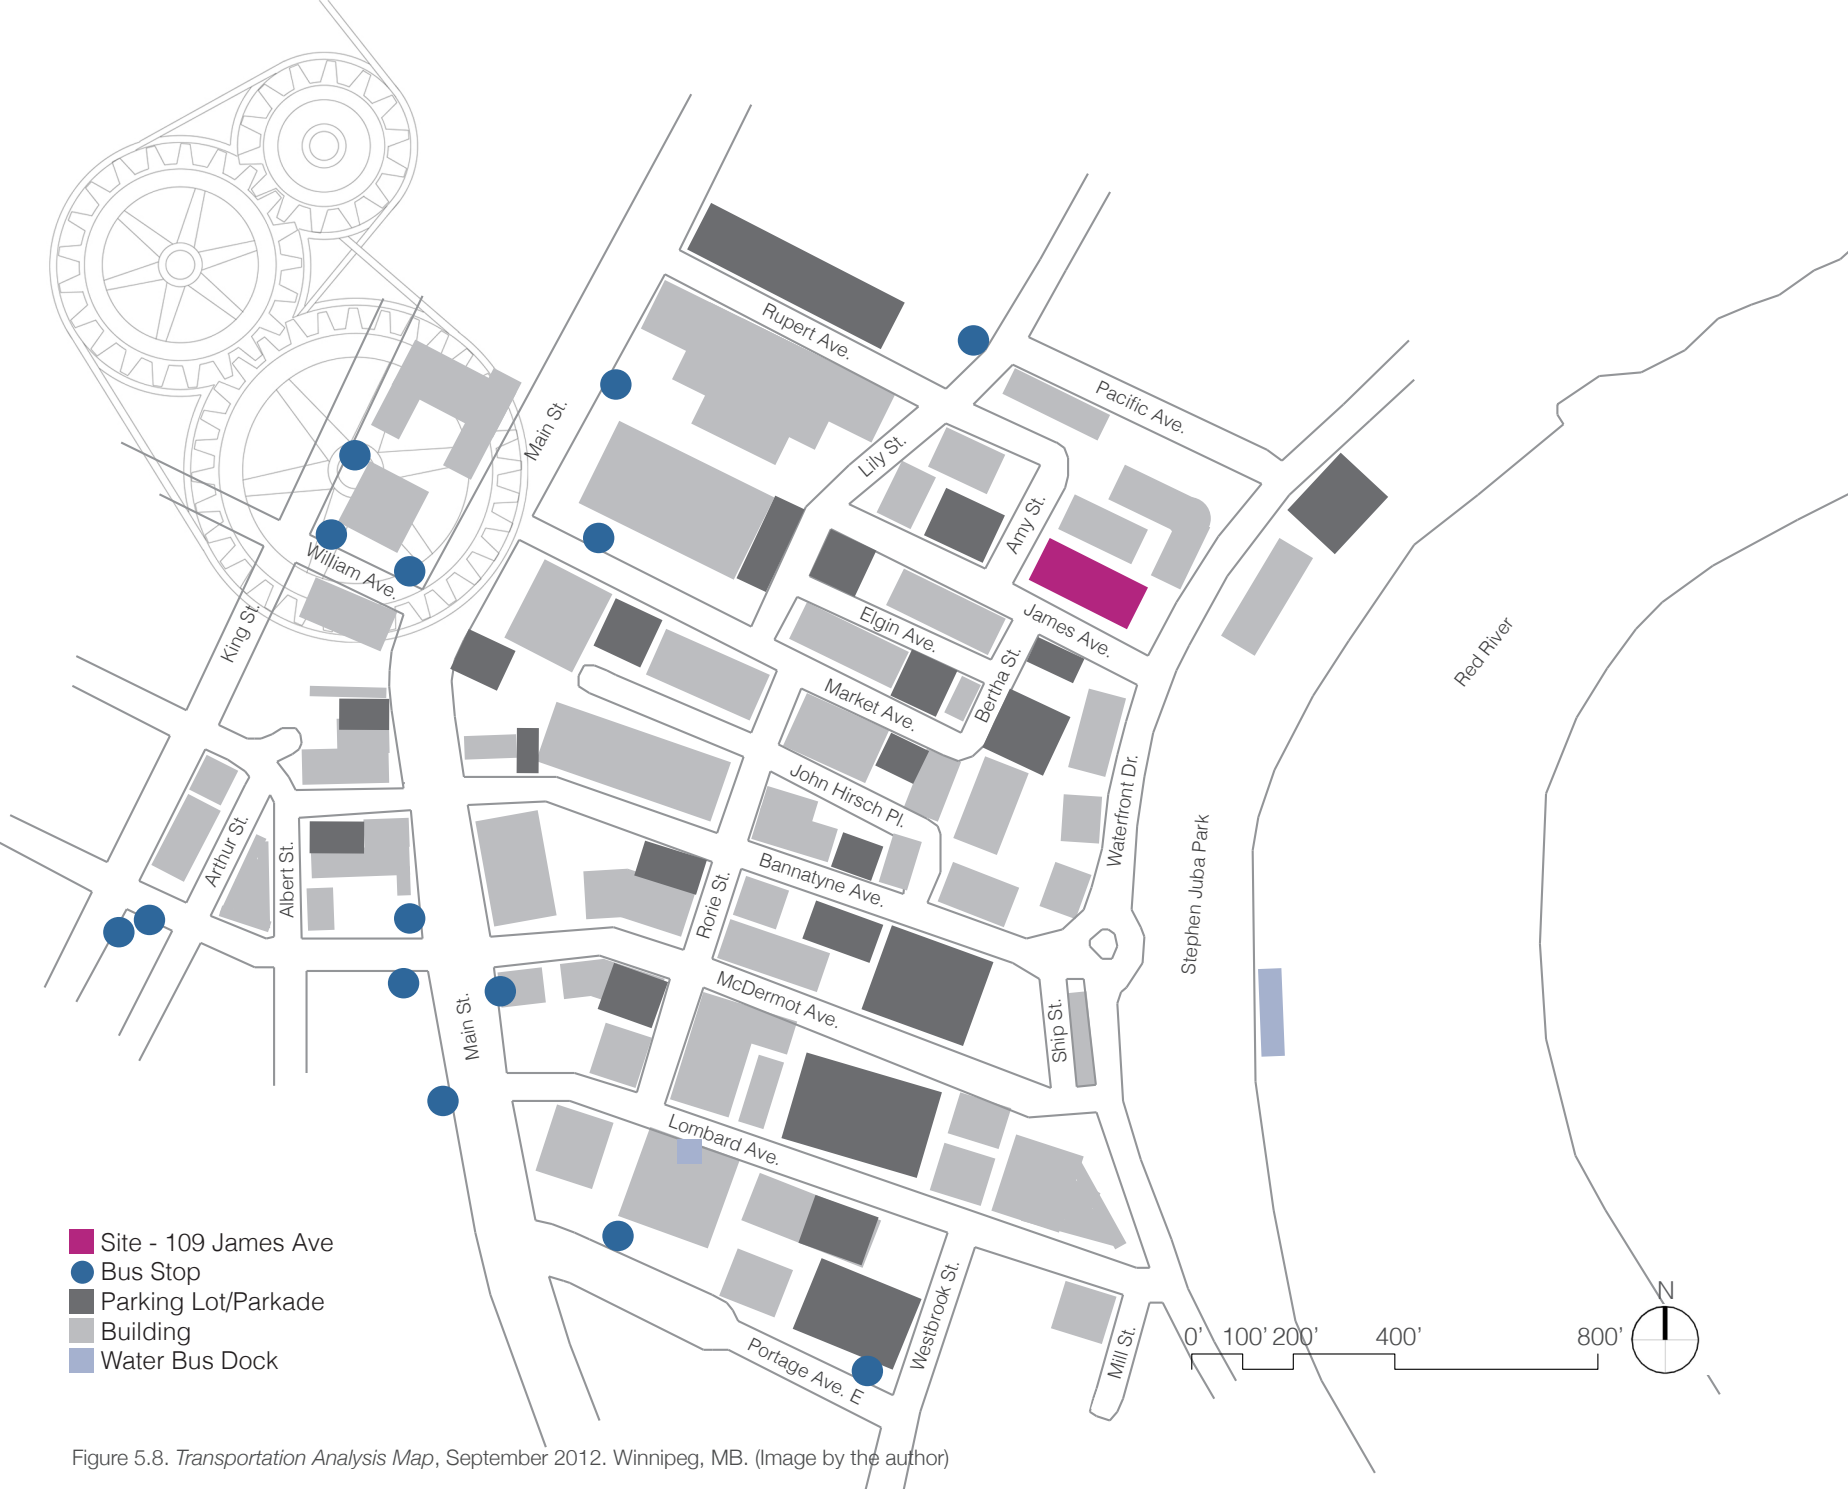 Rupert Ave.
Pacific Ave.
Main St.
Lily St.
Amy St.
William Ave.
King St.
Elgin Ave.
James Ave.
Bertha St.
Market Ave.
John Hirsch Pl.
Waterfront Dr.
Red River
Arthur St.
Albert St.
Bannatyne Ave.
Rorie St.
Stephen Juba Park
McDermot Ave.
Main St.
Ship St.
Lombard Ave.
Westbrook St.
Mill St.
Portage Ave. E
Site - 109 James Ave
Bus Stop
Parking Lot/Parkade
Building
Water Bus Dock
N
0’ 100’ 200’ 400’ 800’
Figure 5.8. Transportation Analysis Map, September 2012. Winnipeg, MB. (Image by the author)